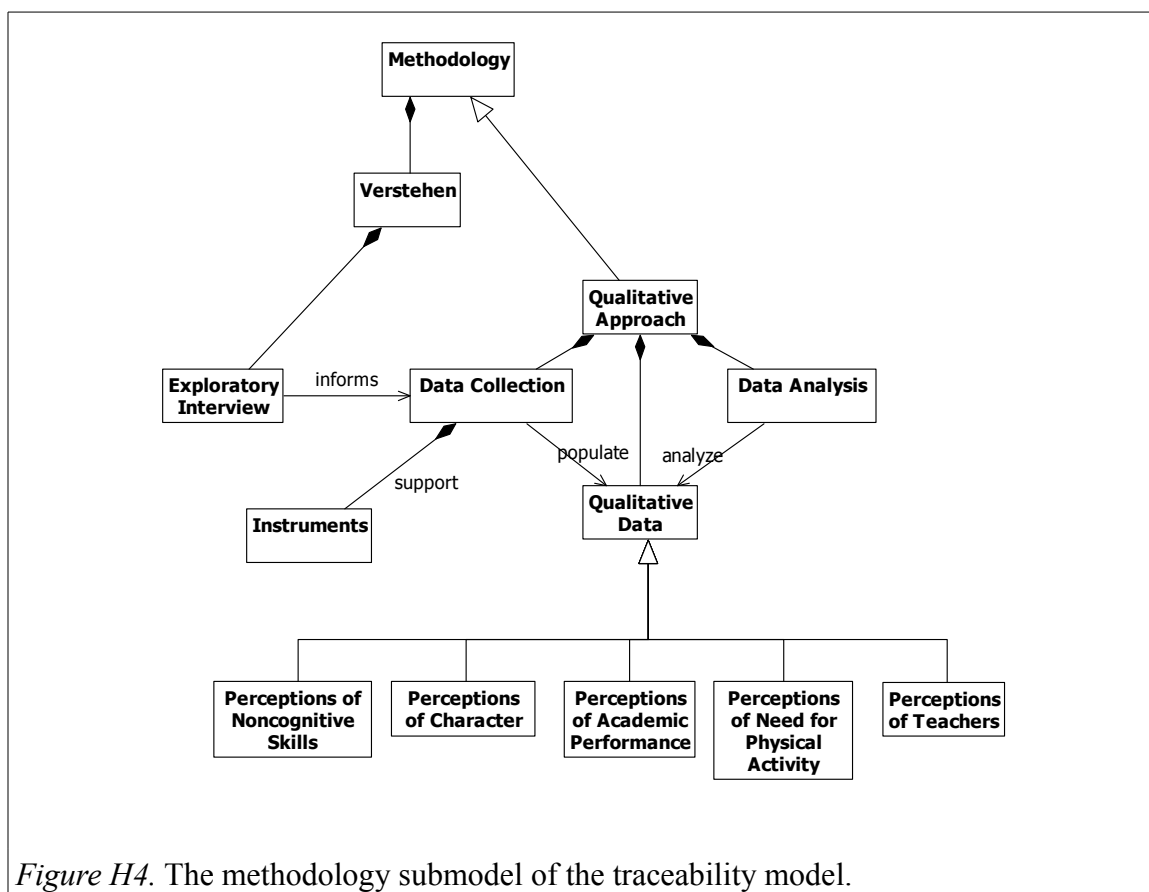 Methodology
Verstehen
Qualitative
Approach
Exploratory
Interview
informs
Data Collection
Data Analysis
populate
analyze
support
Instruments
Qualitative
Data
Perceptions of
Noncognitive
Skills
Perceptions
of Character
Perceptions
of Academic
Performance
Perceptions
of Need for
Physical
Activity
Perceptions
of Teachers
Figure H4. The methodology submodel of the traceability model.